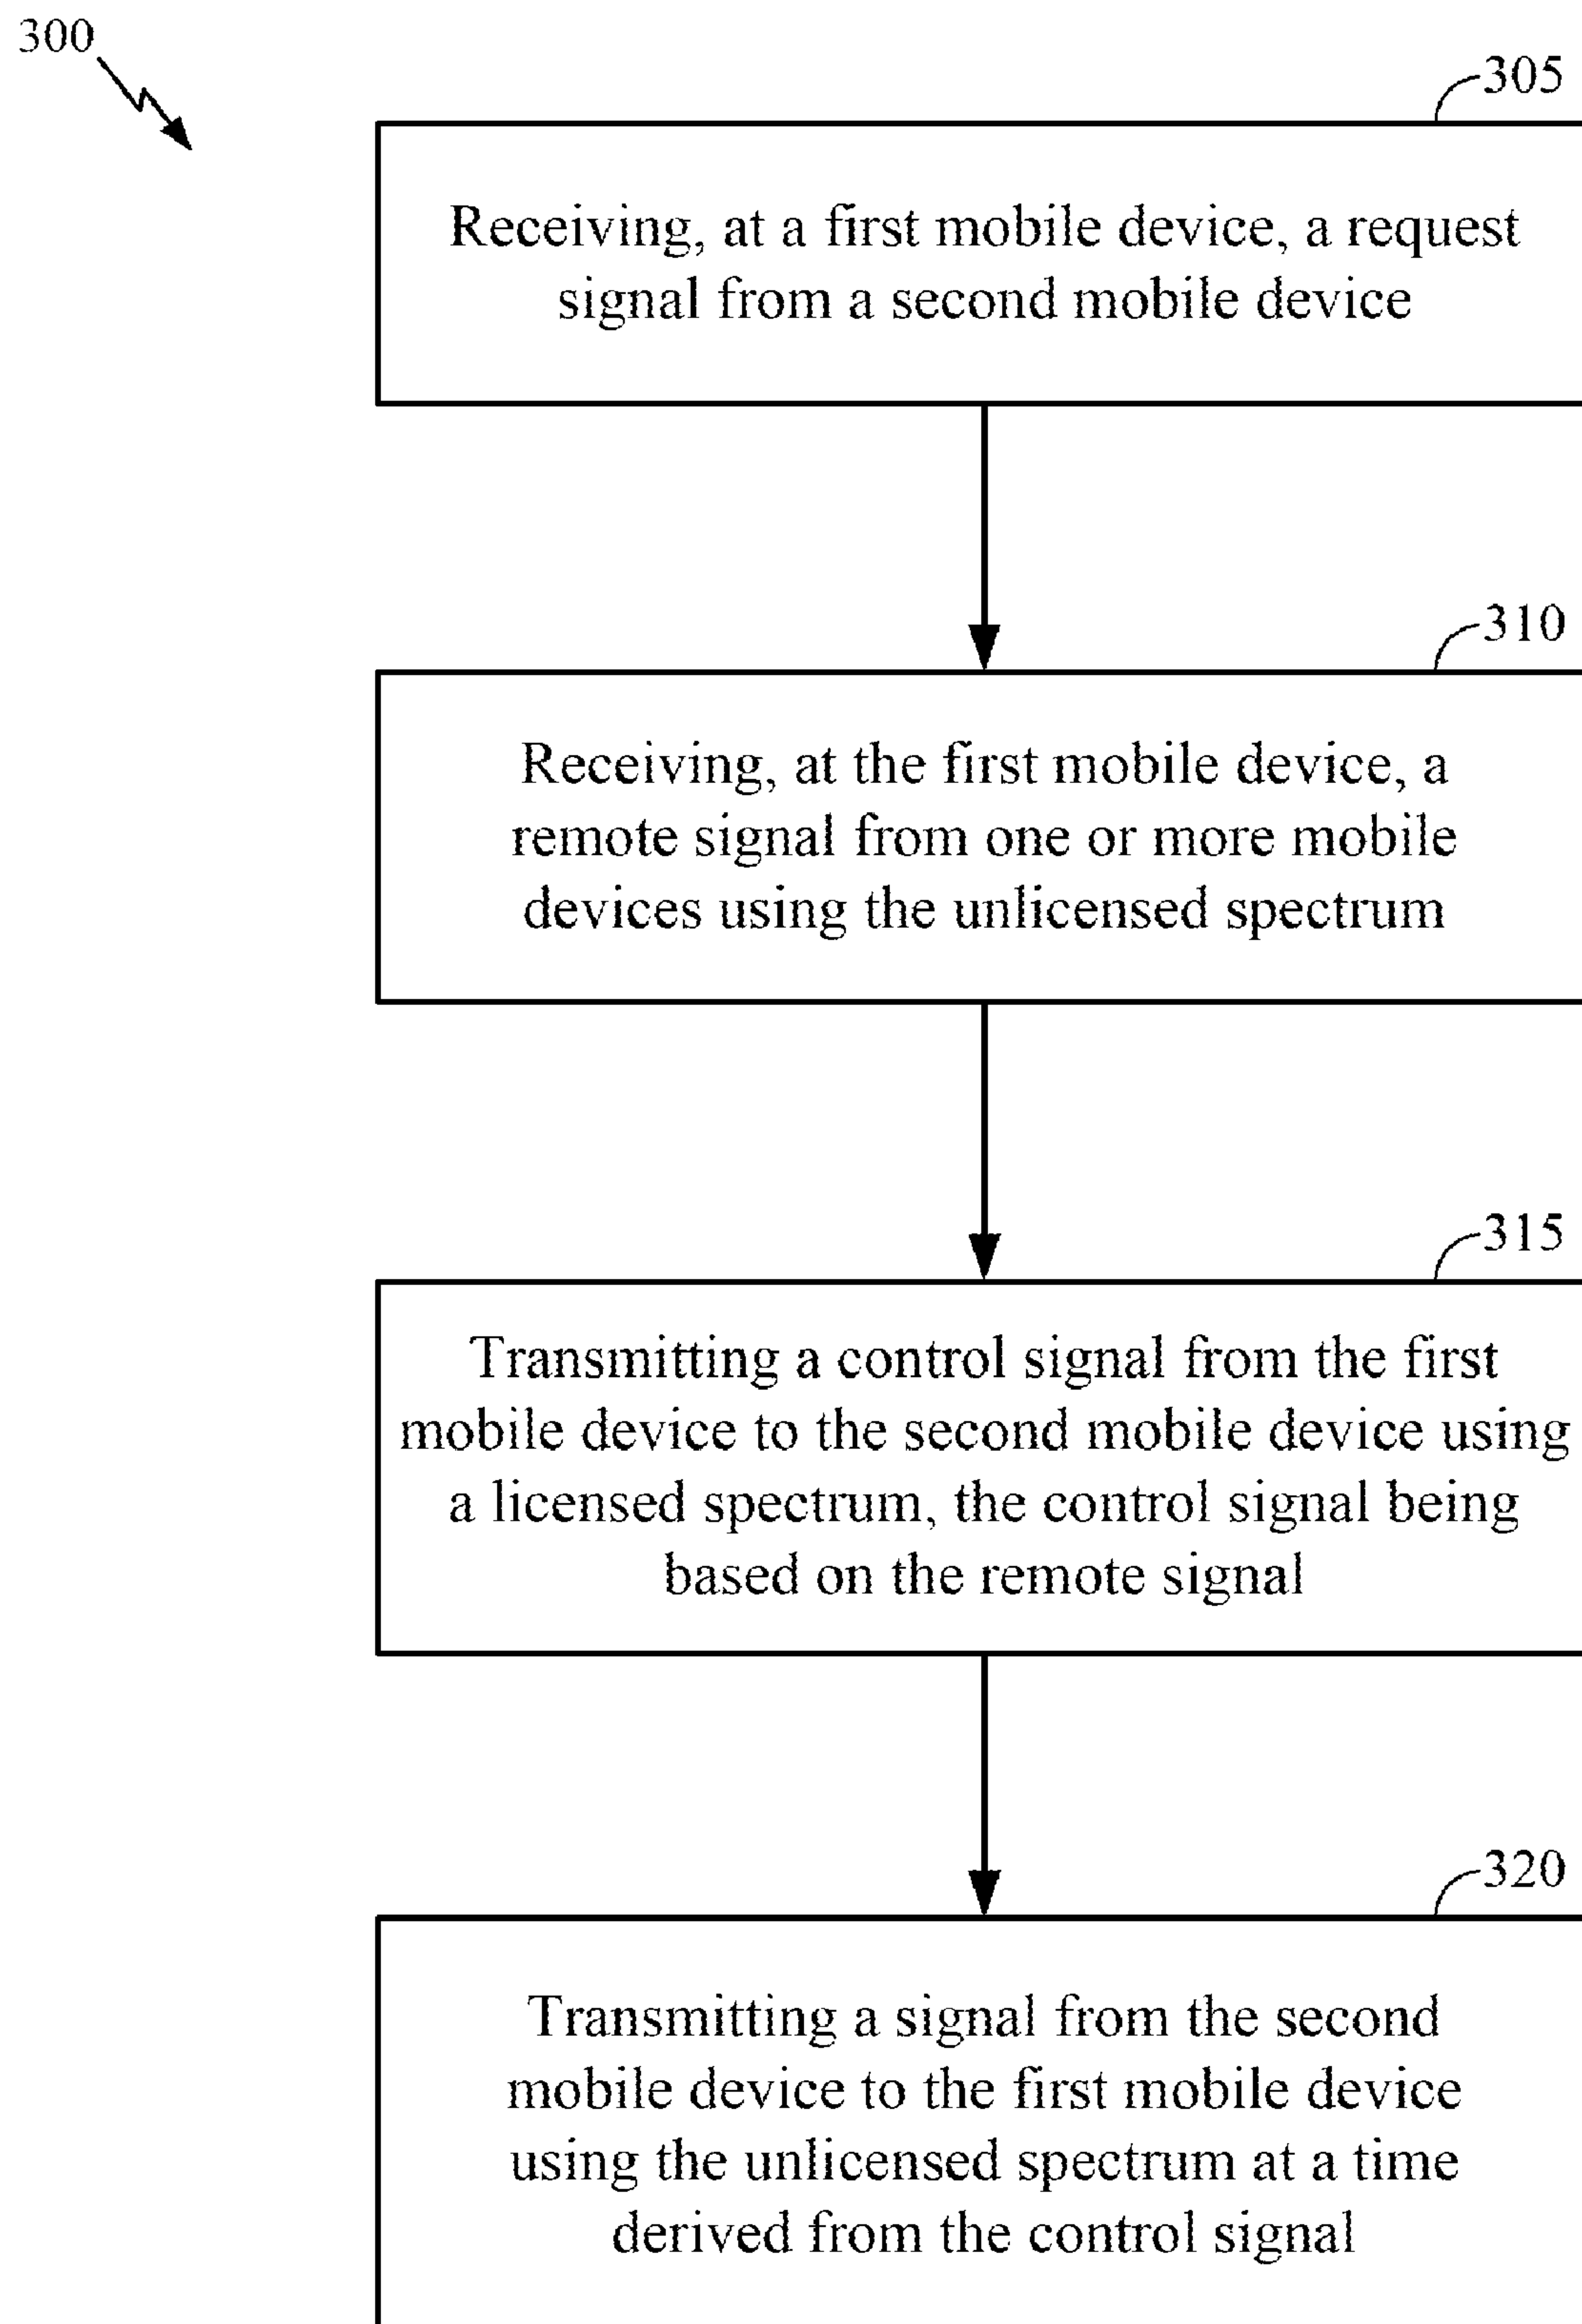 300
305
Receiving, at a first mobile device, a request
signal from a second mobile device
310
Receiving, at the first mobile device, a
remote signal from one or more mobile
devices using the unlicensed spectrum
315
Transmitting a control signal from the first
mobile device to the second mobile device using
a licensed spectrum, the control signal being
based on the remote signal
320
Transmitting a signal from the second
mobile device to the first mobile device
using the unlicensed spectrum at a time
derived from the control signal